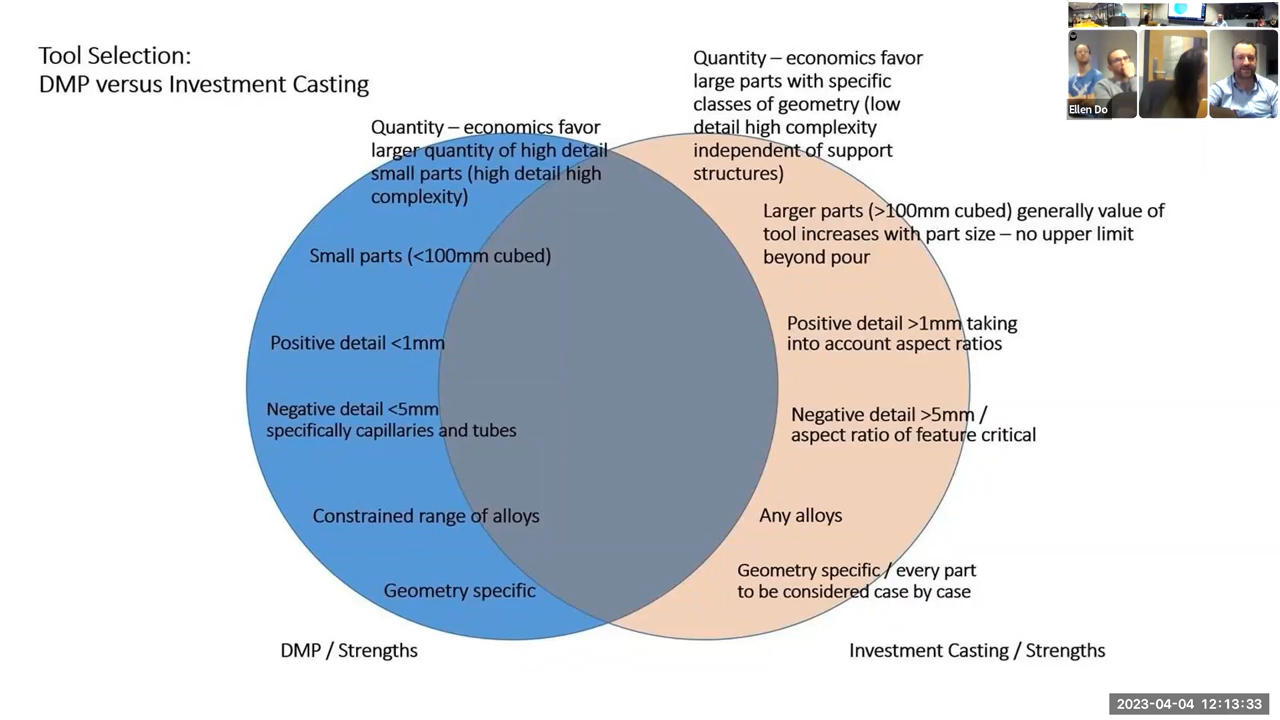 Tool Selection:
DMP versus Investment Casting
Quantity – economics favor
larger quantity of high detail
small parts (high detail high
complexity)
Small parts (<100mm cubed)
Positive detail <1mm
Negative detail <5mm
specifically capillaries and tubes
Constrained range of alloys
Geometry specific
DMP / Strengths
Quantity – economics favor
large parts with specific
classes of geometry (low
detail high complexity
independent of support
structures)
Larger parts (>100mm cubed) generally value of
tool increases with part size – no upper limit
beyond pour
Positive detail >1mm taking
into account aspect ratios
Negative detail >5mm /
aspect ratio of feature critical
Any alloys
Geometry specific / every part
to be considered case by case
Investment Casting / Strengths
Ellen Do
2023-04-04 12:13:33